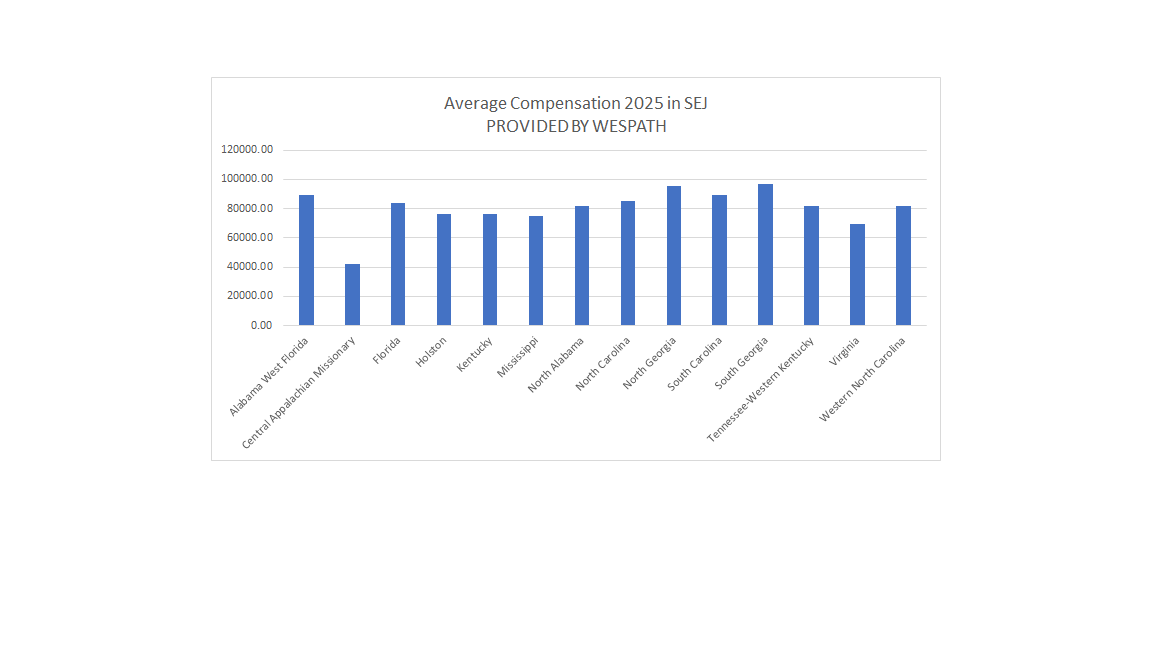 Average Compensation 2025 in SEJ
PROVIDED BY WESPATH
120000.00
100000.00
80000.00
60000.00
40000.00
20000.00
0.00
Alabama West Florida
Central Appalachian Missionary
Florida
Holston
Kentucky
Mississippi
North Alabama
North Carolina
North Georgia
South Carolina
South Georgia
Tennessee-Western Kentucky
Virginia
Western North Carolina